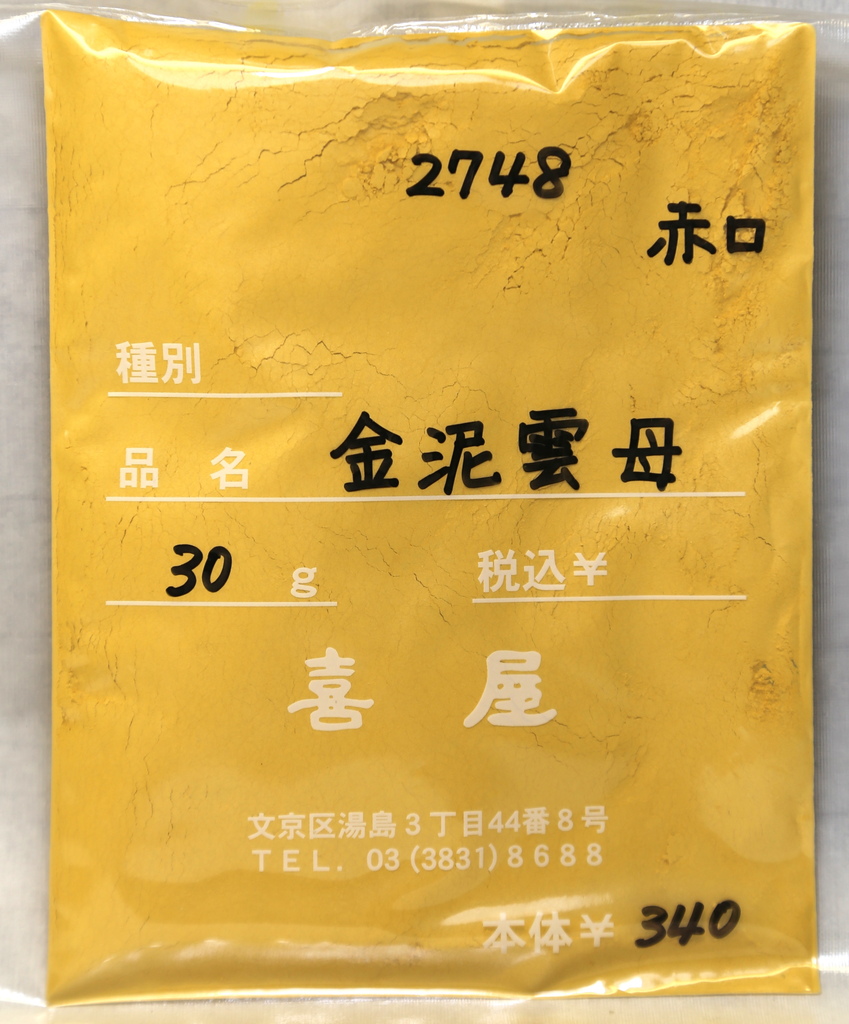 2748
赤口
種別
品 名 金泥雲母
30 g 税込¥
喜 屋
文京区湯島3丁目44番8号
TEL. 03(3831)8688
本体¥ 340